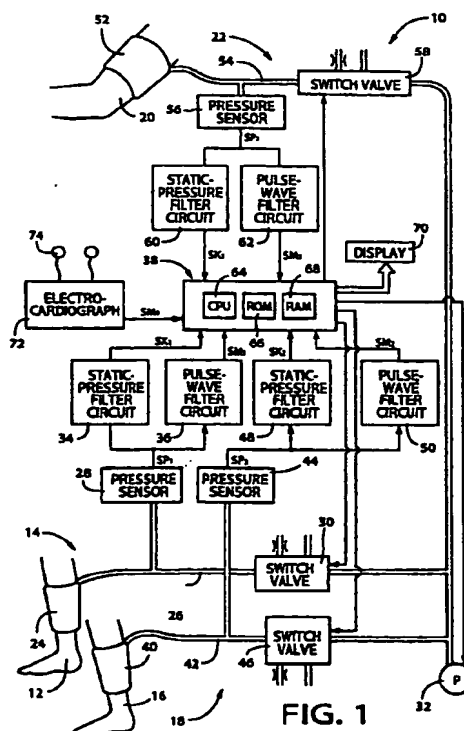 52
22
10
54
58
SWITCH VALVE
20
56
PRESSURE
SENSOR
SP₃
STATIC-
PRESSURE
FILTER
CIRCUIT
PULSE-
WAVE
FILTER
CIRCUIT
60
62
74
38
SK₃
64
SM₃
68
DISPLAY
70
ELECTRO-
CARDIOGRAPH
72
SM₀
CPU
ROM
RAM
66
SK₁
SM₁
SK₂
SM₂
STATIC-
PRESSURE
FILTER
CIRCUIT
PULSE-
WAVE
FILTER
CIRCUIT
STATIC-
PRESSURE
FILTER
CIRCUIT
PULSE-
WAVE
FILTER
CIRCUIT
34
36
48
50
28
SP₁
PRESSURE
SENSOR
SP₂
44
PRESSURE
SENSOR
14
30
SWITCH
VALVE
26
24
40
42
46
SWITCH
VALVE
12
16
18
P
32
FIG. 1